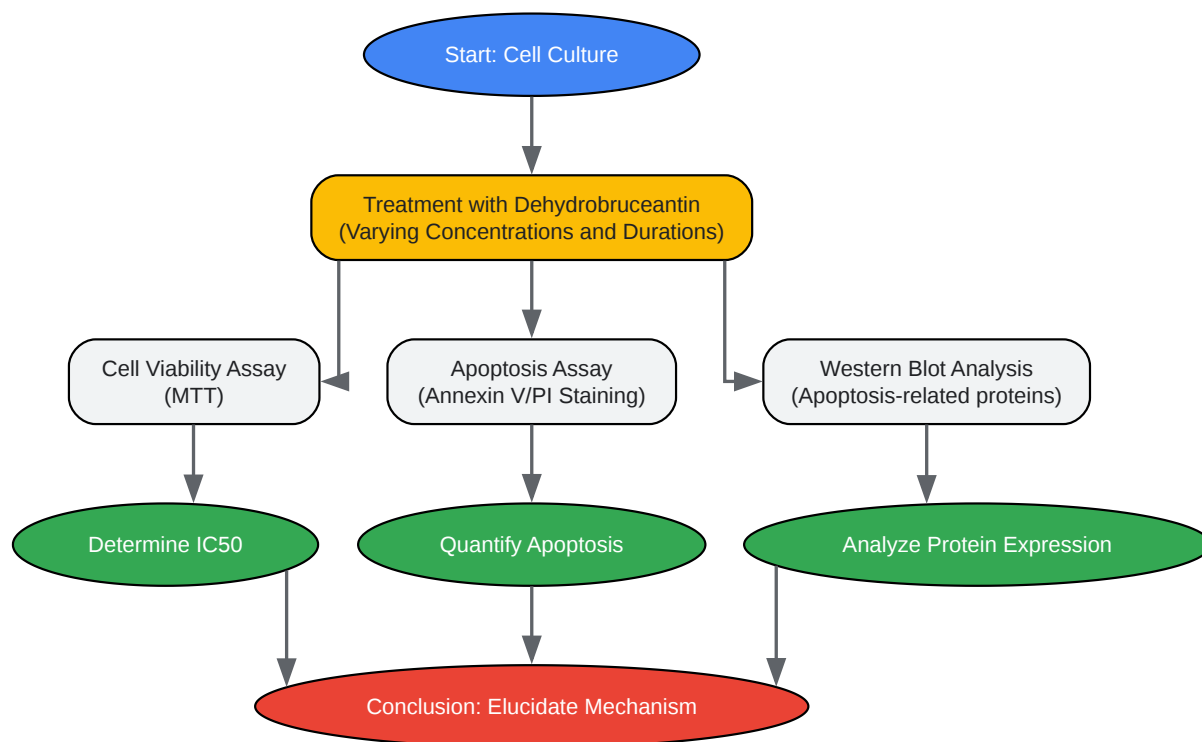 Start: Cell Culture
Treatment with Dehydrobruceantin
(Varying Concentrations and Durations)
Cell Viability Assay
(MTT)
Apoptosis Assay
(Annexin V/PI Staining)
Western Blot Analysis
(Apoptosis-related proteins)
Determine IC50
Quantify Apoptosis
Analyze Protein Expression
Conclusion: Elucidate Mechanism